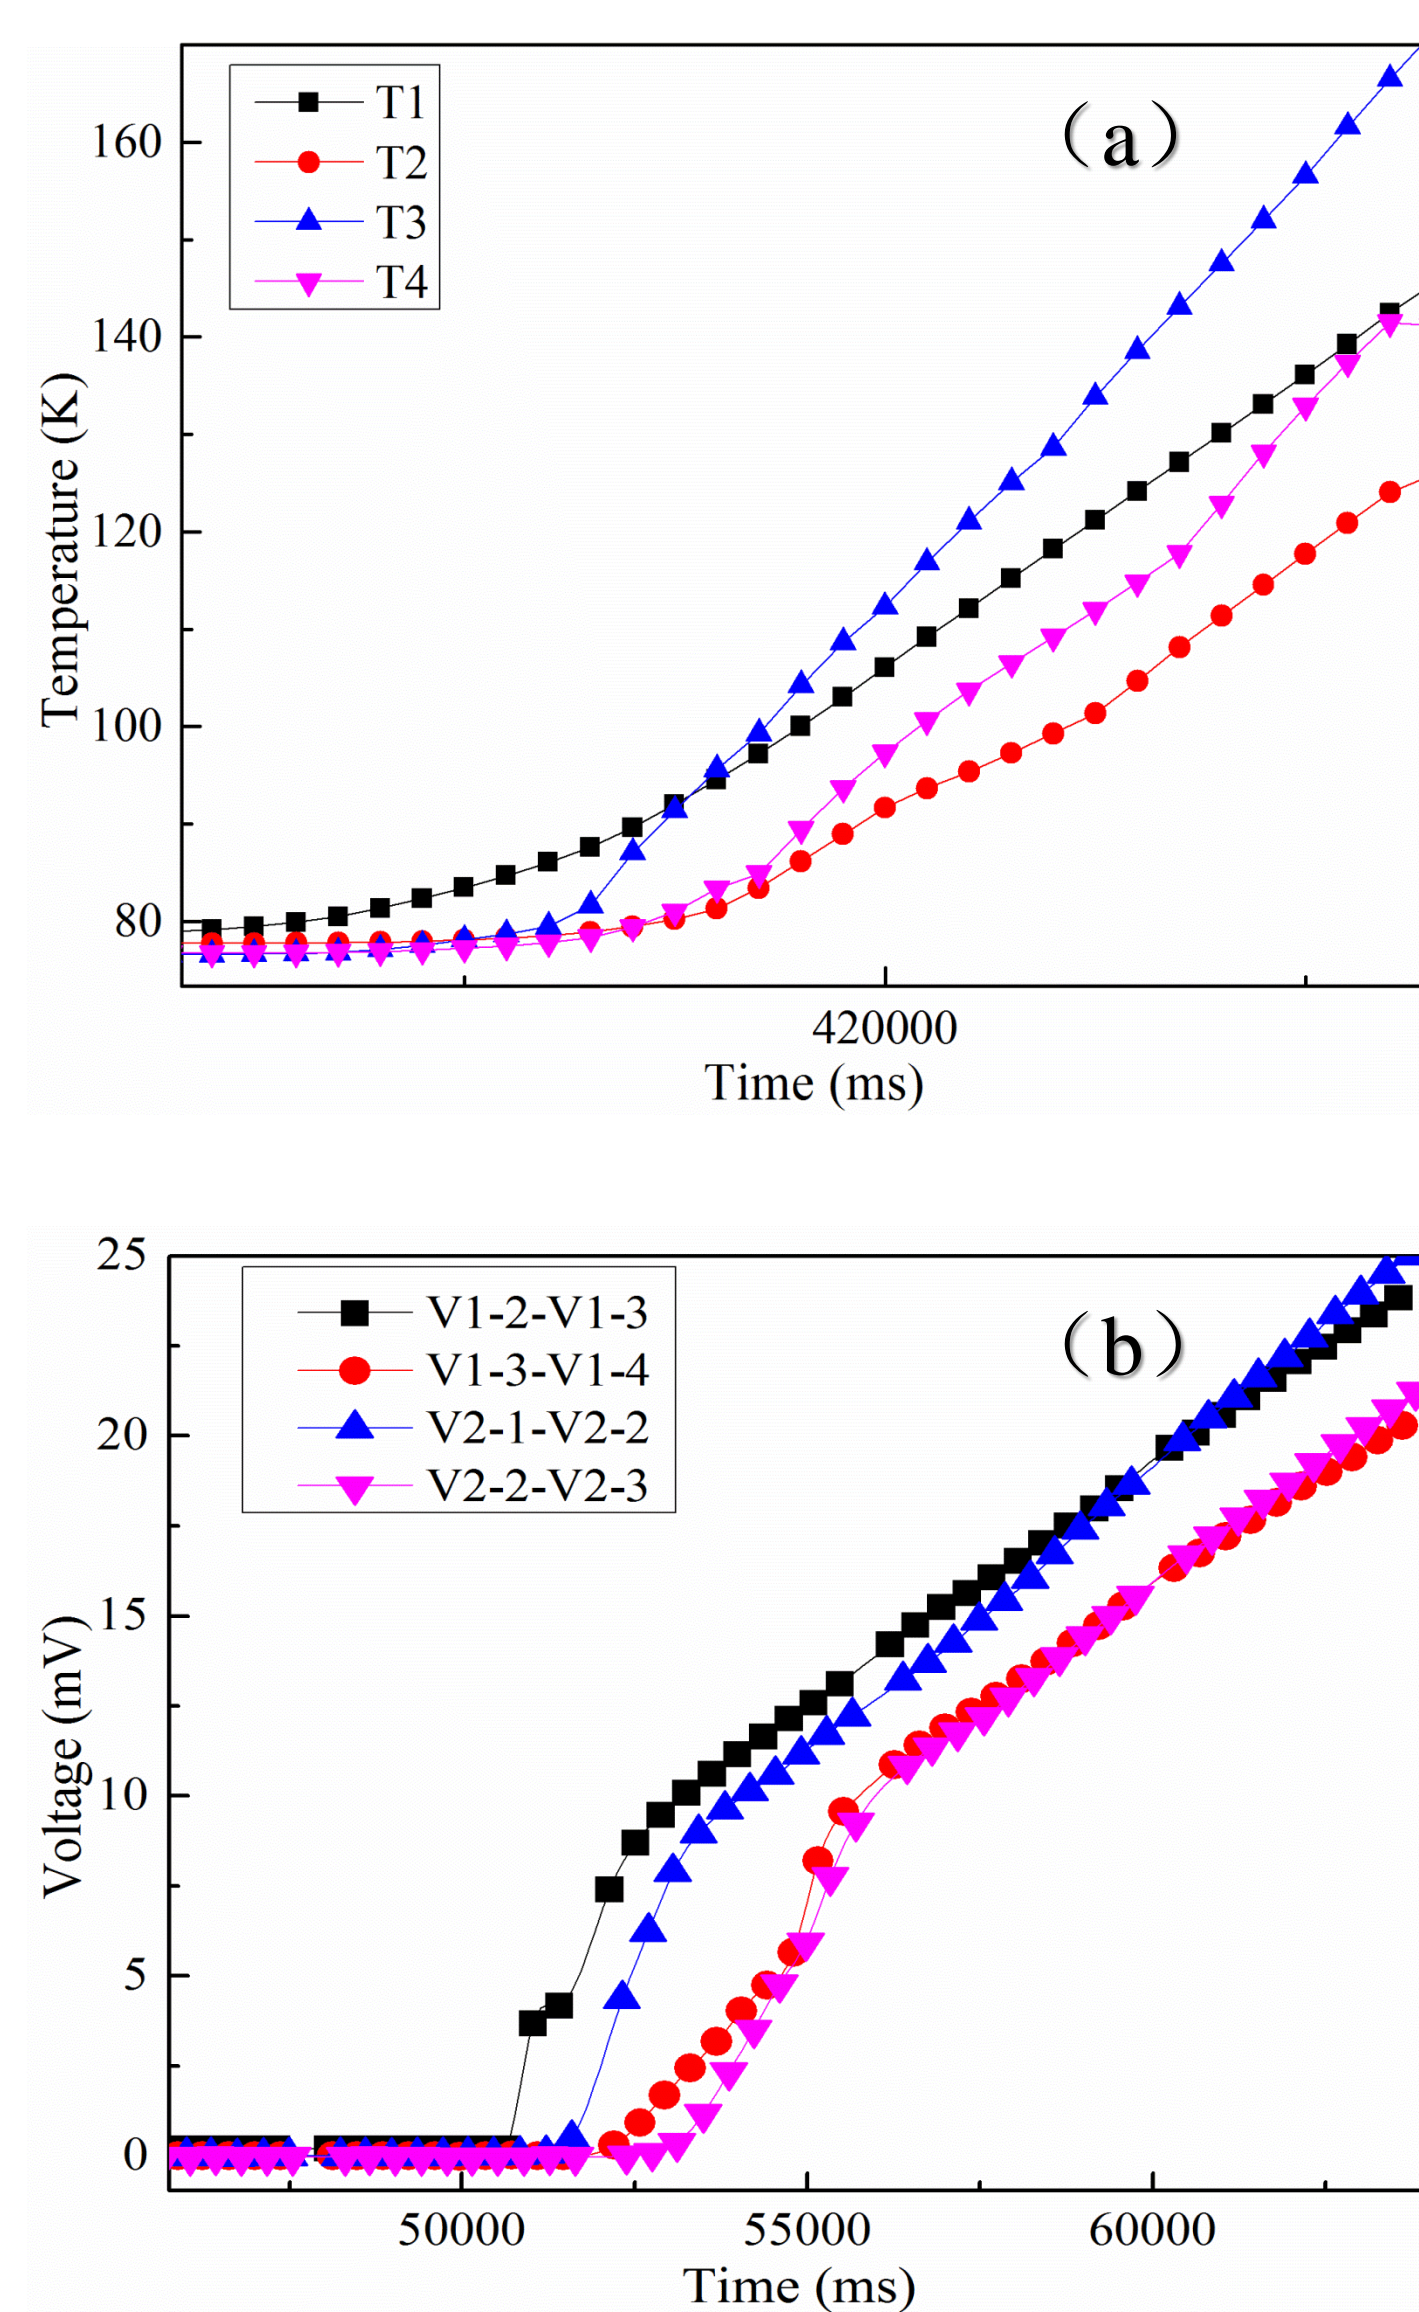 T1
T2
T3
T4
(a)
160
140
120
100
80
Temperature (K)
420000
Time (ms)
V1-2-V1-3
V1-3-V1-4
V2-1-V2-2
V2-2-V2-3
(b)
25
20
15
10
5
0
Voltage (mV)
50000
55000
60000
Time (ms)